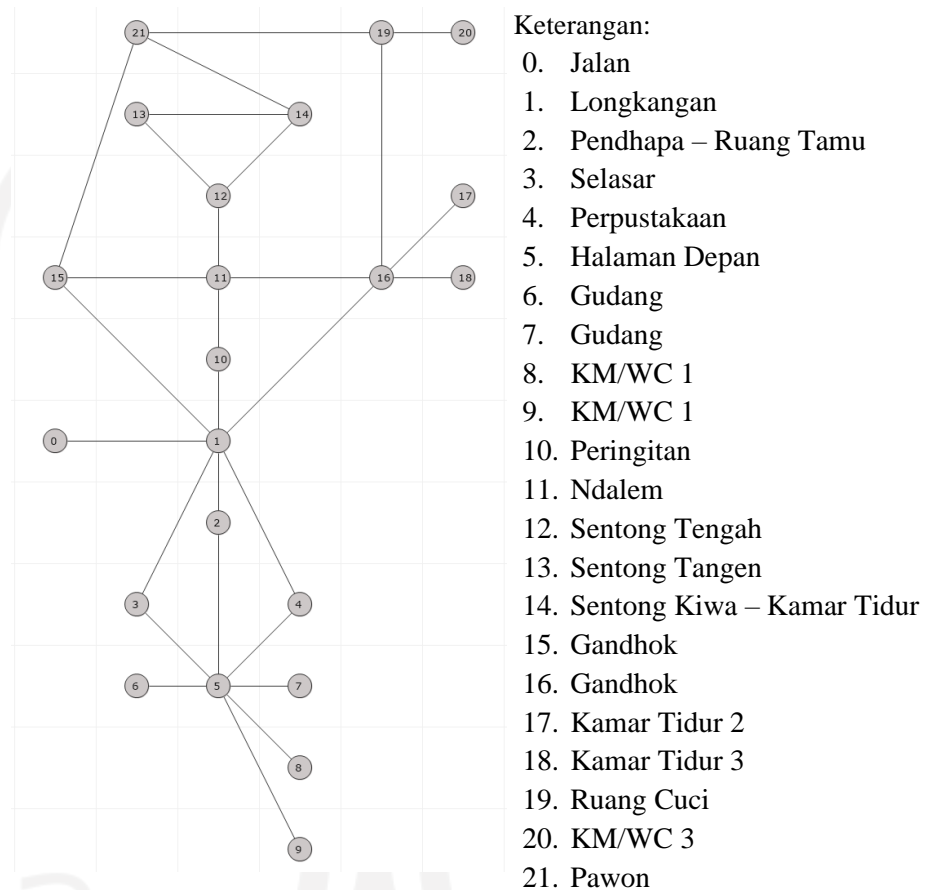 21
19
20
13
14
12
17
15
11
16
18
10
0
1
2
3
4
6
5
7
8
9
Keterangan:
0. Jalan
1. Longkangan
2. Pendhapa – Ruang Tamu
3. Selasar
4. Perpustakaan
5. Halaman Depan
6. Gudang
7. Gudang
8. KM/WC 1
9. KM/WC 1
10. Peringitan
11. Ndalem
12. Sentong Tengah
13. Sentong Tangen
14. Sentong Kiwa – Kamar Tidur
15. Gandhok
16. Gandhok
17. Kamar Tidur 2
18. Kamar Tidur 3
19. Ruang Cuci
20. KM/WC 3
21. Pawon